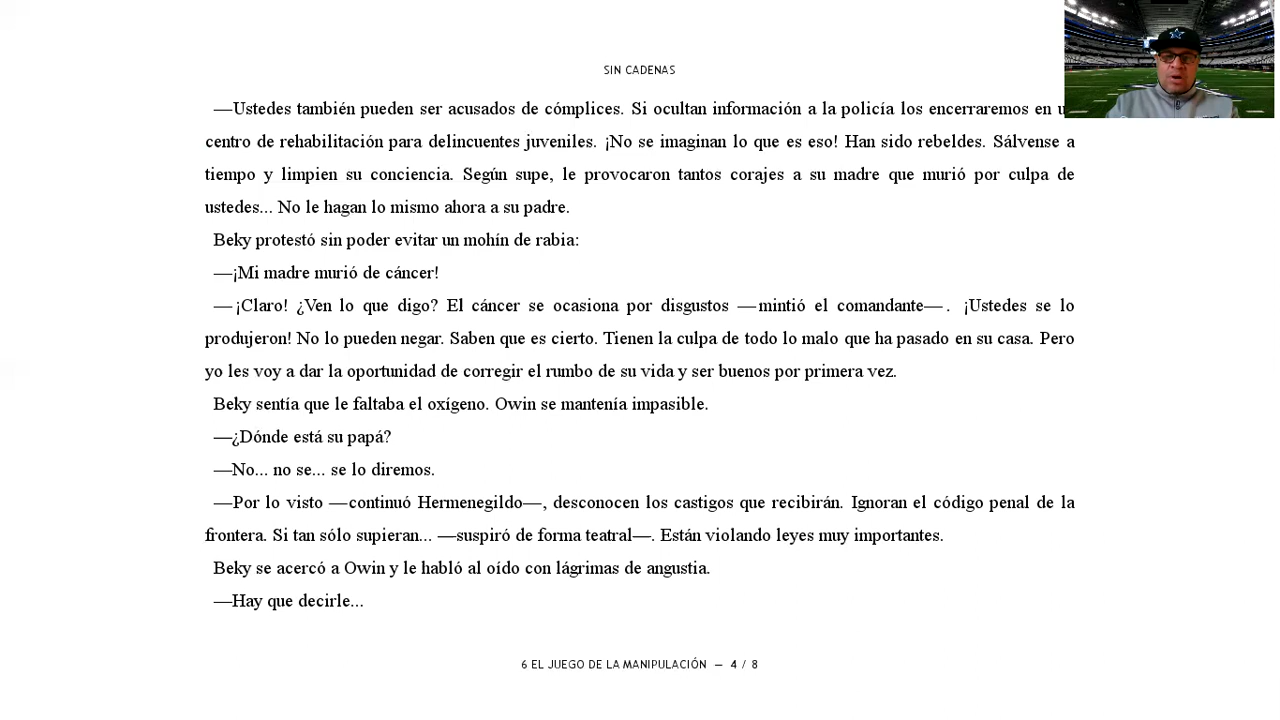 SIN CADENAS
—Ustedes también pueden ser acusados de cómplices. Si ocultan información a la policía los encerraremos en
centro de rehabilitación para delincuentes juveniles. ¡No se imaginan lo que es eso! Han sido rebeldes. Sálvense a
tiempo y limpien su conciencia. Según supe, le provocaron tantos corajes a su madre que murió por culpa de
ustedes... No le hagan lo mismo ahora a su padre.
Beky protestó sin poder evitar un mohín de rabia:
—¡Mi madre murió de cáncer!
—¡Claro! ¿Ven lo que digo? El cáncer se ocasiona por disgustos —mintió el comandante—. ¡Ustedes se lo
produjeron! No lo pueden negar. Saben que es cierto. Tienen la culpa de todo lo malo que ha pasado en su casa. Pero
yo les voy a dar la oportunidad de corregir el rumbo de su vida y ser buenos por primera vez.
Beky sentía que le faltaba el oxígeno. Owin se mantenía impasible.
—¿Dónde está su papá?
—No... no se... se lo diremos.
—Por lo visto —continuó Hermenegildo—, desconocen los castigos que recibirán. Ignoran el código penal de la
frontera. Si tan sólo supieran... —suspiró de forma teatral—. Están violando leyes muy importantes.
Beky se acercó a Owin y le habló al oído con lágrimas de angustia.
—Hay que decirle...
6 EL JUEGO DE LA MANIPULACIÓN — 4 / 8